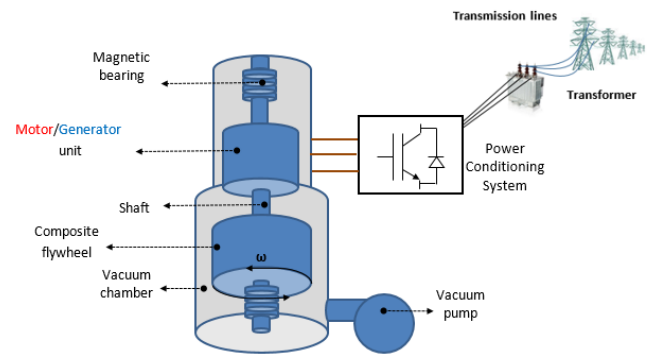 Transmission lines
Magnetic
bearing
Transformer
Motor/Generator
unit
Power
Conditioning
System
Shaft
Composite
flywheel
ω
Vacuum
chamber
Vacuum
pump